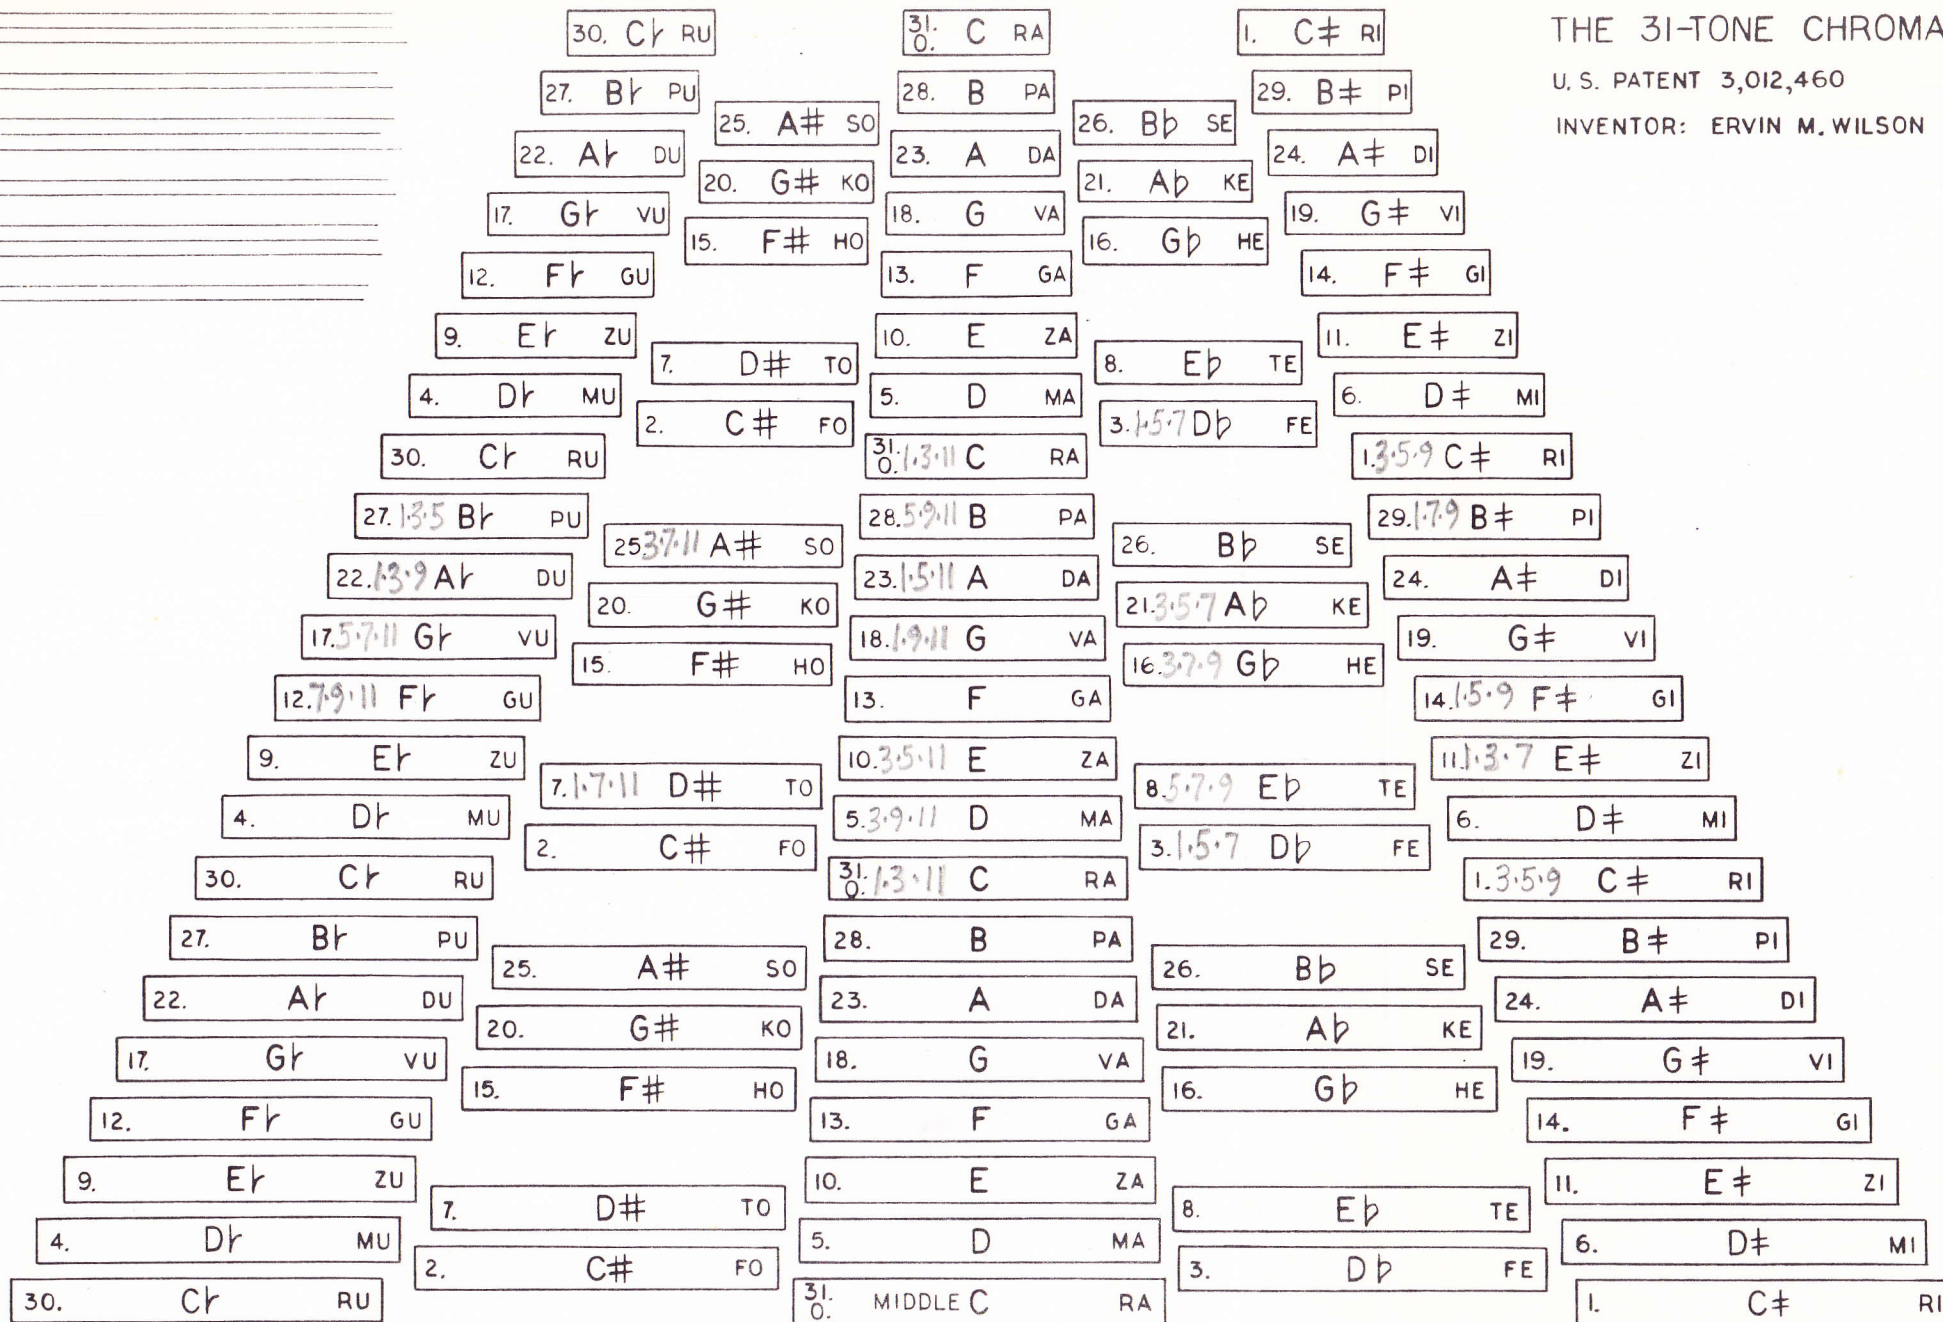 THE 31-TONE CHROMA
U. S. PATENT 3,012,460
INVENTOR: ERVIN M. WILSON
30. C├ RU
31. 0. C RA
1. C‡ RI
27. B├ PU
28. B PA
29. B‡ PI
25. A# SO
26. B♭ SE
22. A├ DU
23. A DA
24. A‡ DI
20. G# KO
21. A♭ KE
17. G├ VU
18. G VA
19. G‡ VI
15. F# HO
16. G♭ HE
12. F├ GU
13. F GA
14. F‡ GI
9. E├ ZU
10. E ZA
11. E‡ ZI
7. D# TO
8. E♭ TE
4. D├ MU
5. D MA
6. D‡ MI
2. C# FO
3. 1·5·7 D♭ FE
30. C├ RU
31. 0. 1·3·11 C RA
1. 3·5·9 C‡ RI
27. 1·3·5 B├ PU
28. 5·9·11 B PA
29. 1·7·9 B‡ PI
25 3·7·11 A# SO
26. B♭ SE
22. 1·3·9 A├ DU
23. 1·5·11 A DA
24. A‡ DI
20. G# KO
21. 3·5·7 A♭ KE
17. 5·7·11 G├ VU
18. 1·9·11 G VA
19. G‡ VI
15. F# HO
16. 3·7·9 G♭ HE
12. 7·9·11 F├ GU
13. F GA
14. 1·5·9 F‡ GI
9. E├ ZU
10. 3·5·11 E ZA
11. 1·3·7 E‡ ZI
7. 1·7·11 D# TO
8. 5·7·9 E♭ TE
4. D├ MU
5. 3·9·11 D MA
6. D‡ MI
2. C# FO
3. 1·5·7 D♭ FE
30. C├ RU
31. 0. 1·3·11 C RA
1. 3·5·9 C‡ RI
27. B├ PU
28. B PA
29. B‡ PI
25. A# SO
26. B♭ SE
22. A├ DU
23. A DA
24. A‡ DI
20. G# KO
21. A♭ KE
17. G├ VU
18. G VA
19. G‡ VI
15. F# HO
16. G♭ HE
12. F├ GU
13. F GA
14. F‡ GI
9. E├ ZU
10. E ZA
11. E‡ ZI
7. D# TO
8. E♭ TE
4. D├ MU
5. D MA
6. D‡ MI
2. C# FO
3. D♭ FE
30. C├ RU
31. 0. MIDDLE C RA
1. C‡ RI